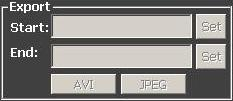 Export
Start: Set
End: Set
AVI JPEG